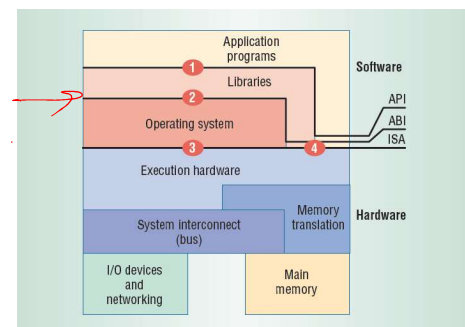 Application
programs
Software
1
Libraries
API
2
ABI
Operating system
ISA
3
4
Execution hardware
Memory
translation
Hardware
System interconnect
(bus)
I/O devices
and
networking
Main
memory